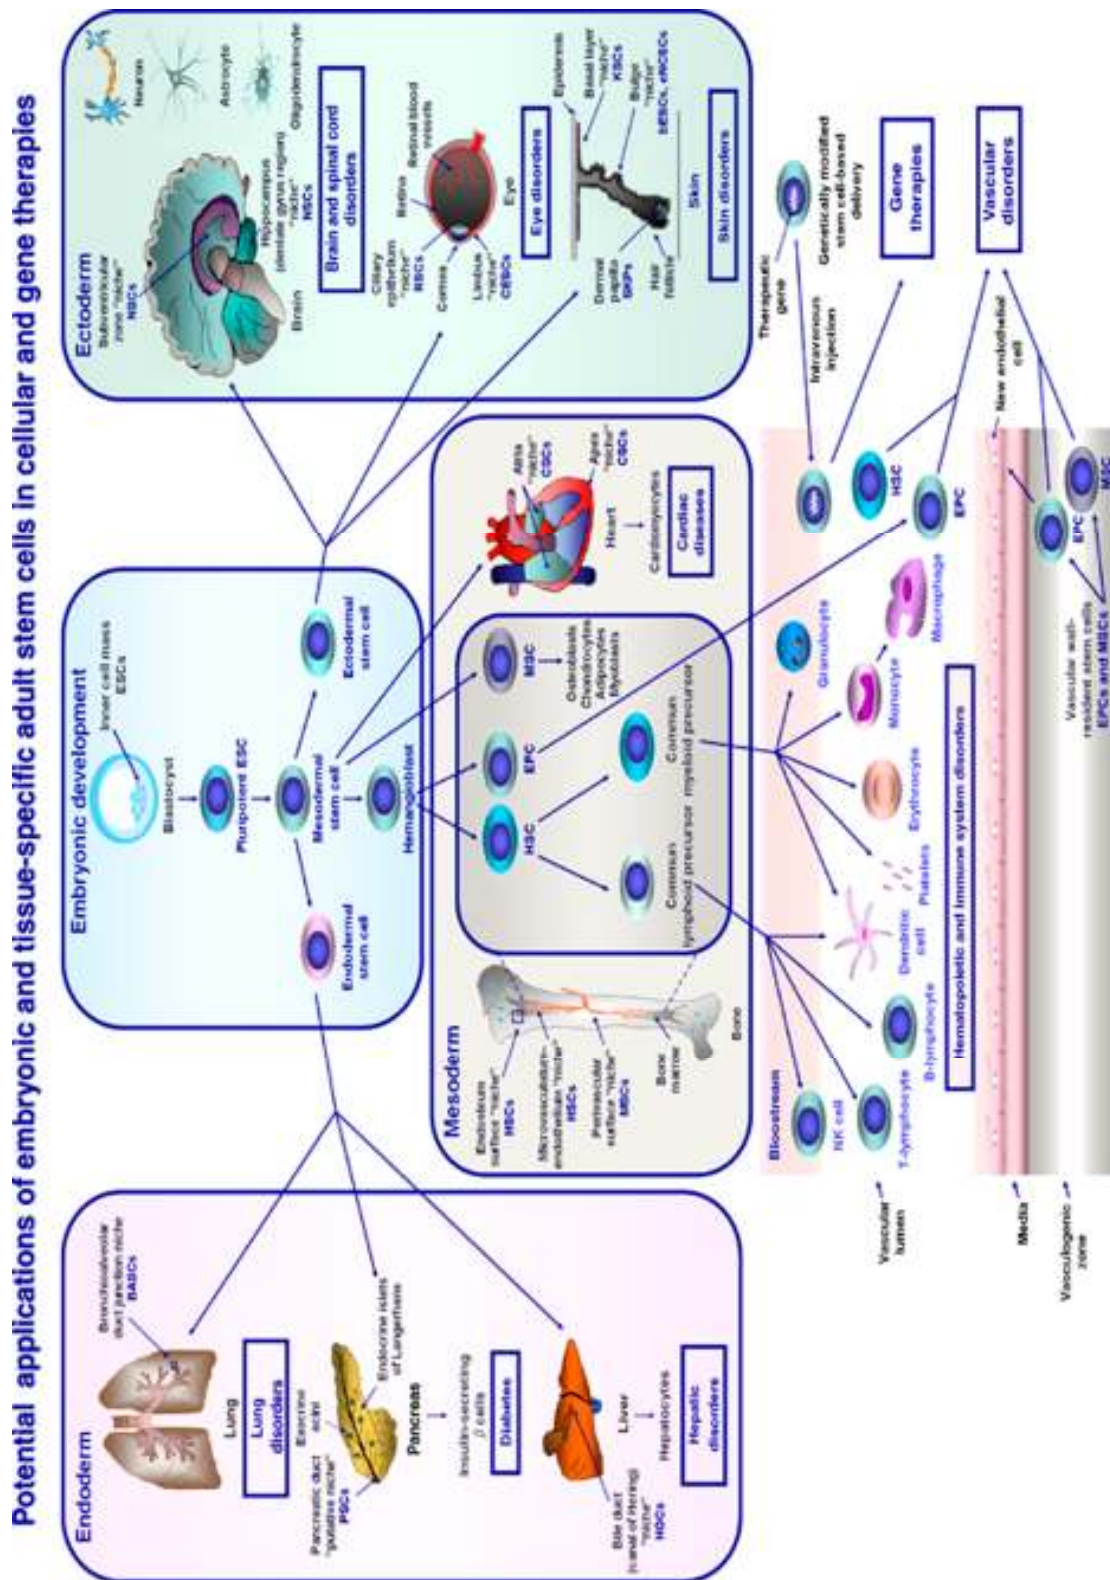 Potential applications of embryonic and tissue-specific adult stem cells in cellular and gene therapies
Endoderm
Bronchioalveolar
duct junction niche
BASCs
Lung
Lung
disorders
Exocrine
acini
Pancreatic duct
"putative niche"
PSCs
Endocrine islets
of Langerhans
Pancreas
Insulin-secreting
β cells
Diabetes
Bile duct
(canal of Hering)
"niche"
HOCs
Liver
Hepatocytes
Hepatic
disorders
Embryonic development
Inner cell mass
ESCs
Blastocyst
Pluripotent ESC
Endodermal
stem cell
Mesodermal
stem cell
Ectodermal
stem cell
Hemangioblast
Mesoderm
Endosteum
surface "niche"
HSCs
Microvasculature-
endothelium "niche"
HSCs
Perivascular
surface "niche"
MSCs
Bone
marrow
Bone
HSC
EPC
MSC
Osteoblasts
Chondrocytes
Adipocytes
Myoblasts
Common
lymphoid precursor
Common
myeloid precursor
Atria
"niche"
CSCs
Apex
"niche"
CSCs
Heart
Cardiomyocytes
Cardiac
diseases
Ectoderm
Subventricular
zone "niche"
NSCs
Brain
Hippocampus
(dentate gyrus region)
"niche"
NSCs
Neuron
Astrocyte
Oligodendrocyte
Brain and spinal cord
disorders
Ciliary
epithelium
"niche"
RSCs
Retina
Retinal blood
vessels
Cornea
Limbus
"niche"
CESCs
Eye
Eye disorders
Epidermis
Basal layer
"niche"
KSCs
Bulge
"niche"
bESCs, eNCSCs
Dermal
papilla
SKPs
Hair
follicle
Skin
Skin disorders
Bloostream
NK cell
T-lymphocyte
B-lymphocyte
Dendritic
cell
Platelets
Erythrocyte
Monocyte
Macrophage
Granulocyte
Hematopoietic and immune system disorders
Vascular
lumen
HSC
EPC
Therapeutic
gene
Intravenous
injection
Genetically modified
stem cell-based
delivery
Gene
therapies
Vascular
disorders
New endothelial
cell
Media
Vasculogenic
zone
Vascular wall-
resident stem cells
EPCs and MSCs
EPC
MSC